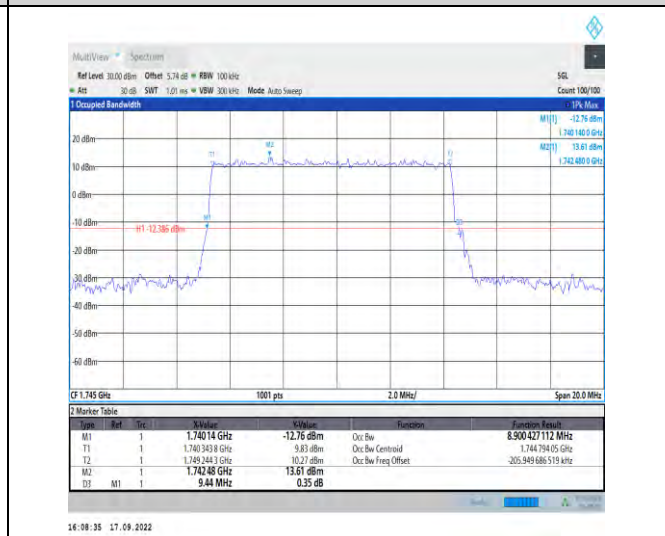 MultiView Spectrum
Ref Level 30.00 dBm Offset 5.74 dB RBW 100 kHz SGL
Att 30 dB SWT 1.01 ms VBW 300 kHz Mode Auto Sweep Count 100/100
1 Occupied Bandwidth 1Pk Max
M1[1] -12.76 dBm
1.740 140 0 GHz
M2[1] 13.61 dBm
1.742 480 0 GHz
20 dBm
M2
T1
10 dBm
0 dBm
-10 dBm
M1
D3
H1 -12.386 dBm
-20 dBm
-30 dBm
-40 dBm
-50 dBm
-60 dBm
CF 1.745 GHz 1001 pts 2.0 MHz/ Span 20.0 MHz
2 Marker Table
Type Ref Trc X-Value Y-Value Function Function Result
M1 1 1.74014 GHz -12.76 dBm Occ Bw 8.900 427 112 MHz
T1 1 1.740 343 8 GHz 9.83 dBm Occ Bw Centroid 1.744 794 05 GHz
T2 1 1.749 244 3 GHz 10.27 dBm Occ Bw Freq Offset -205.949 686 519 kHz
M2 1 1.742 48 GHz 13.61 dBm
D3 M1 1 9.44 MHz 0.35 dB
16:08:35 17.09.2022